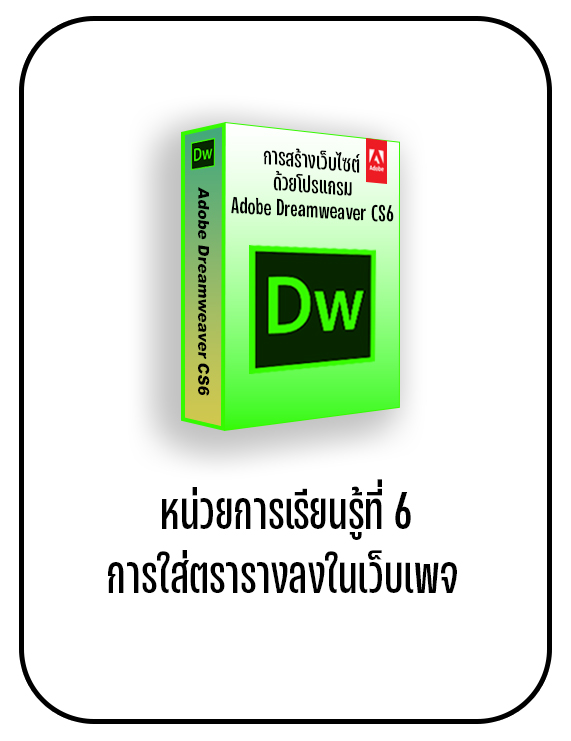 Dw
Adobe Dreamweaver CS6
การสร้างเว็บไซต์
Adobe
ด้วยโปรแกรม
Adobe Dreamweaver CS6
Dw
หน่วยการเรียนรู้ที่ 6
การใส่ตรารางลงในเว็บเพจ